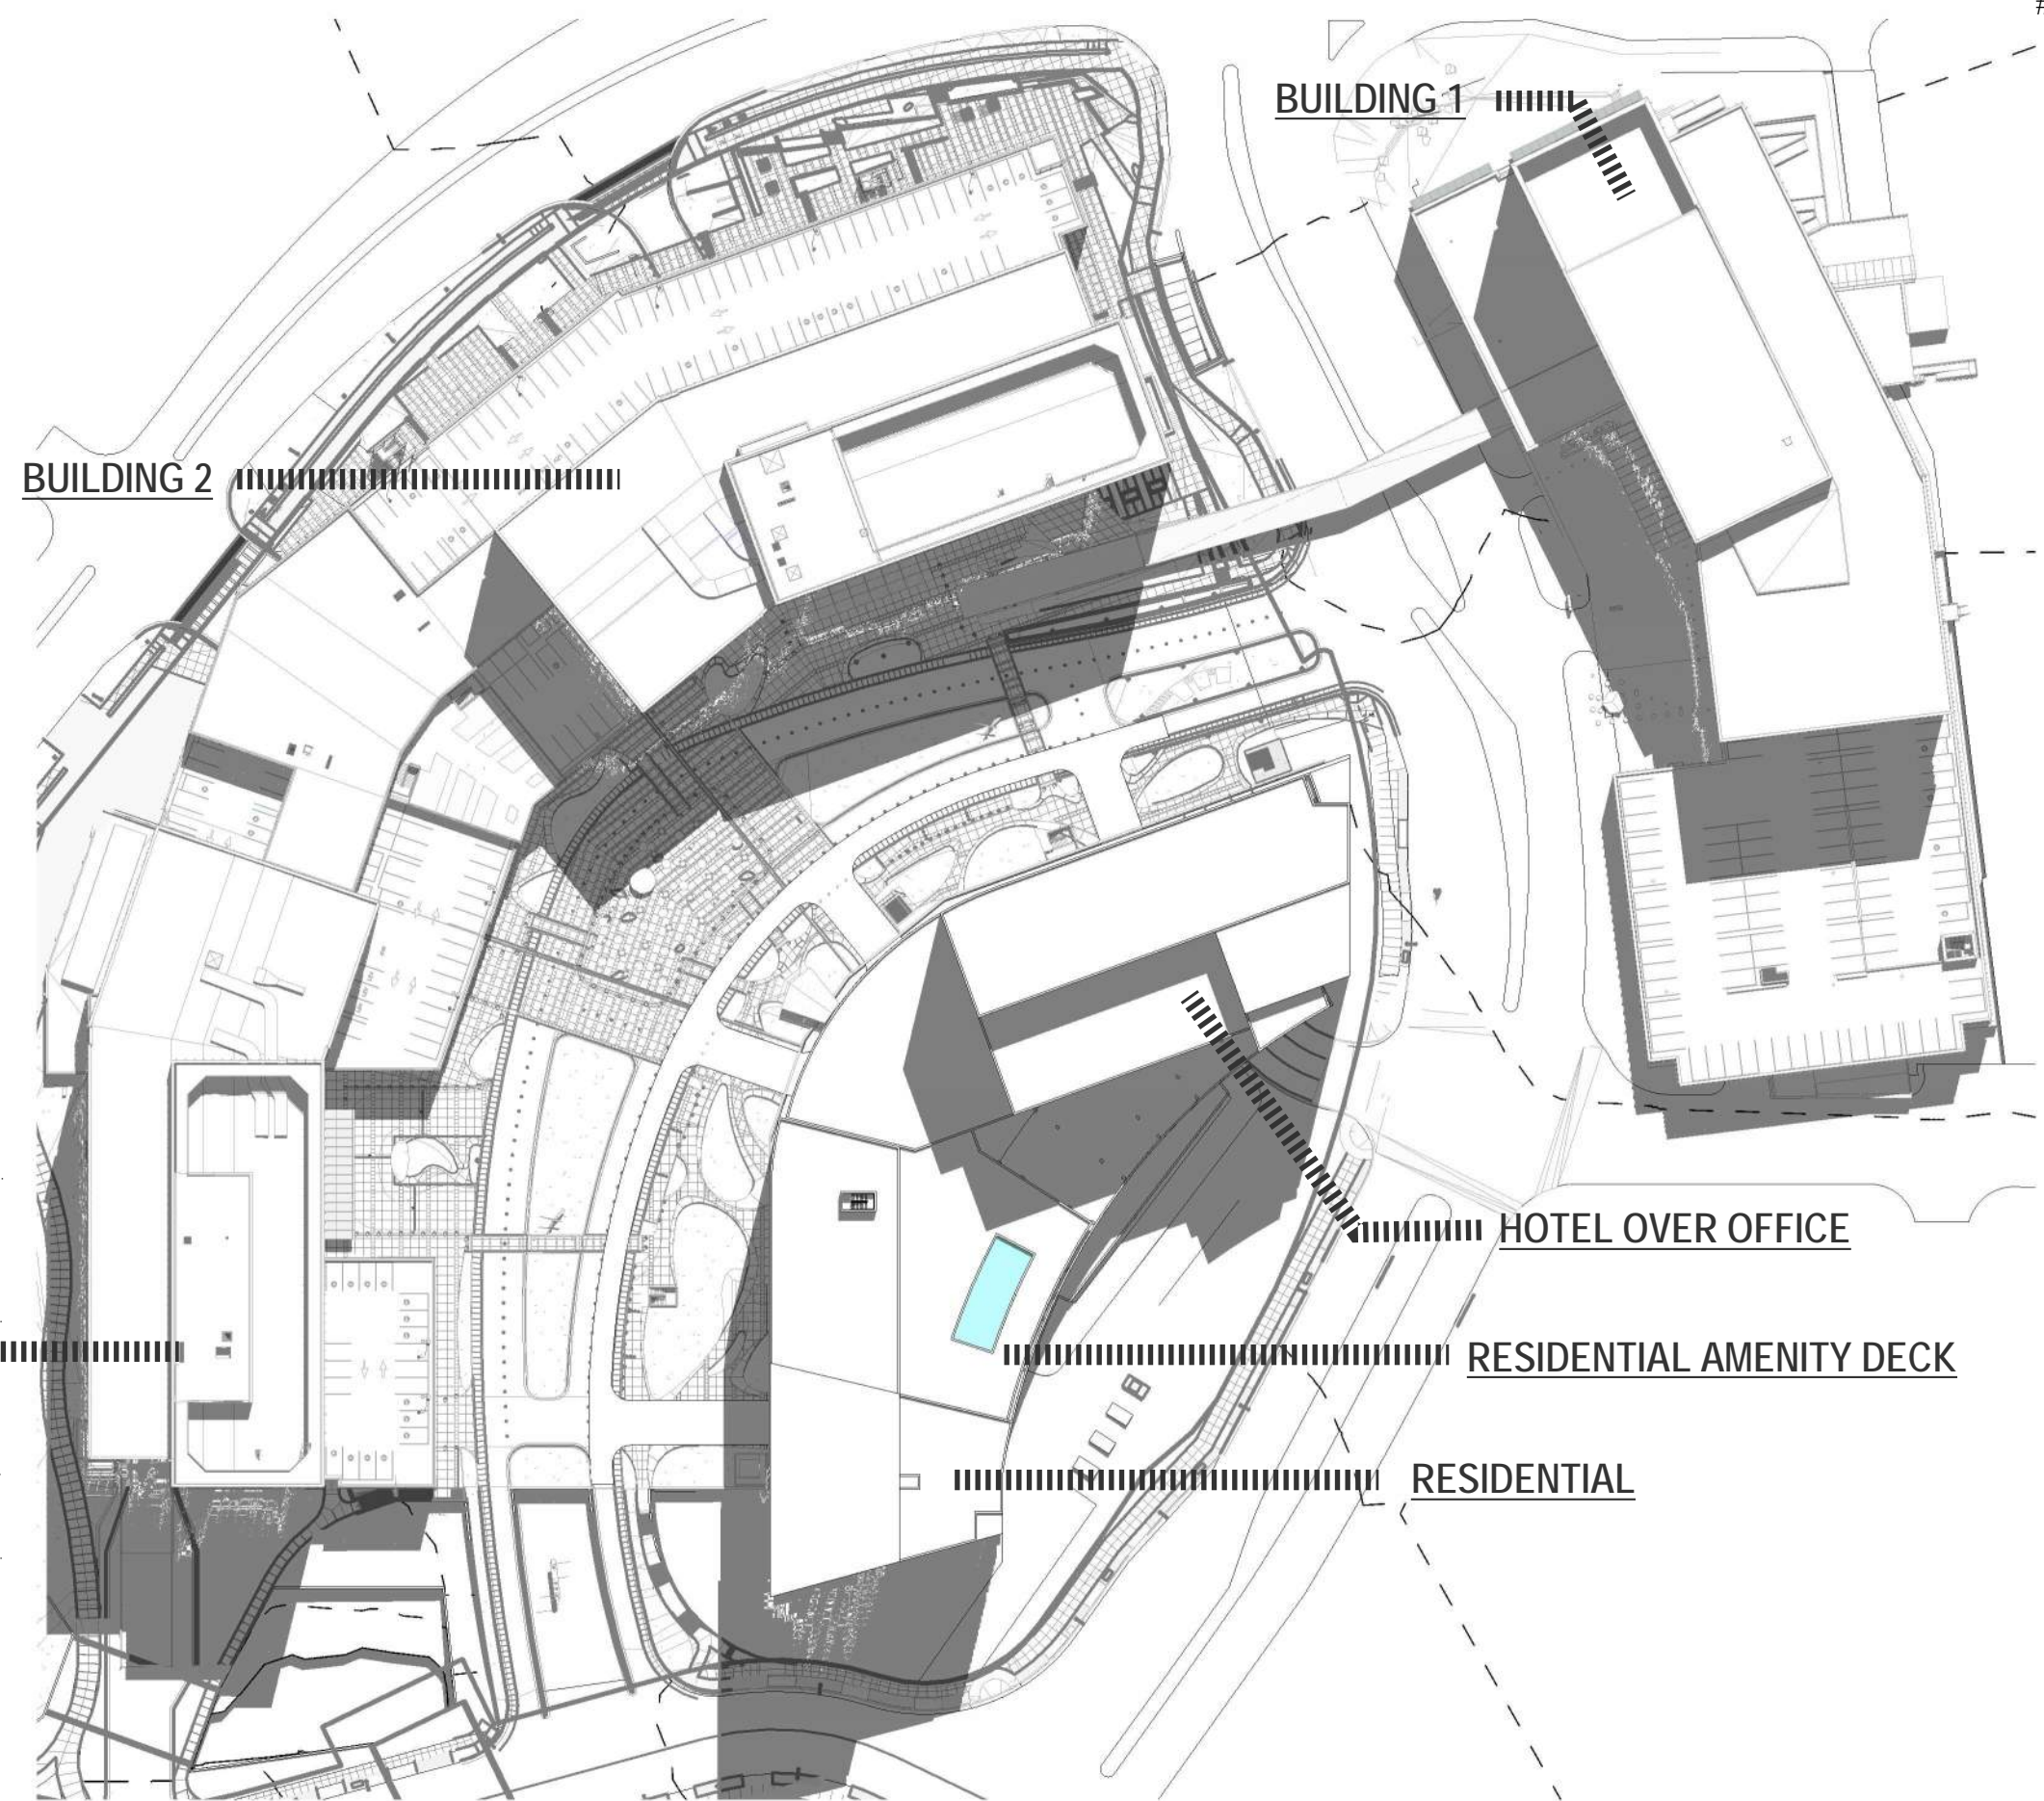 BUILDING 1
BUILDING 2
HOTEL OVER OFFICE
RESIDENTIAL AMENITY DECK
RESIDENTIAL